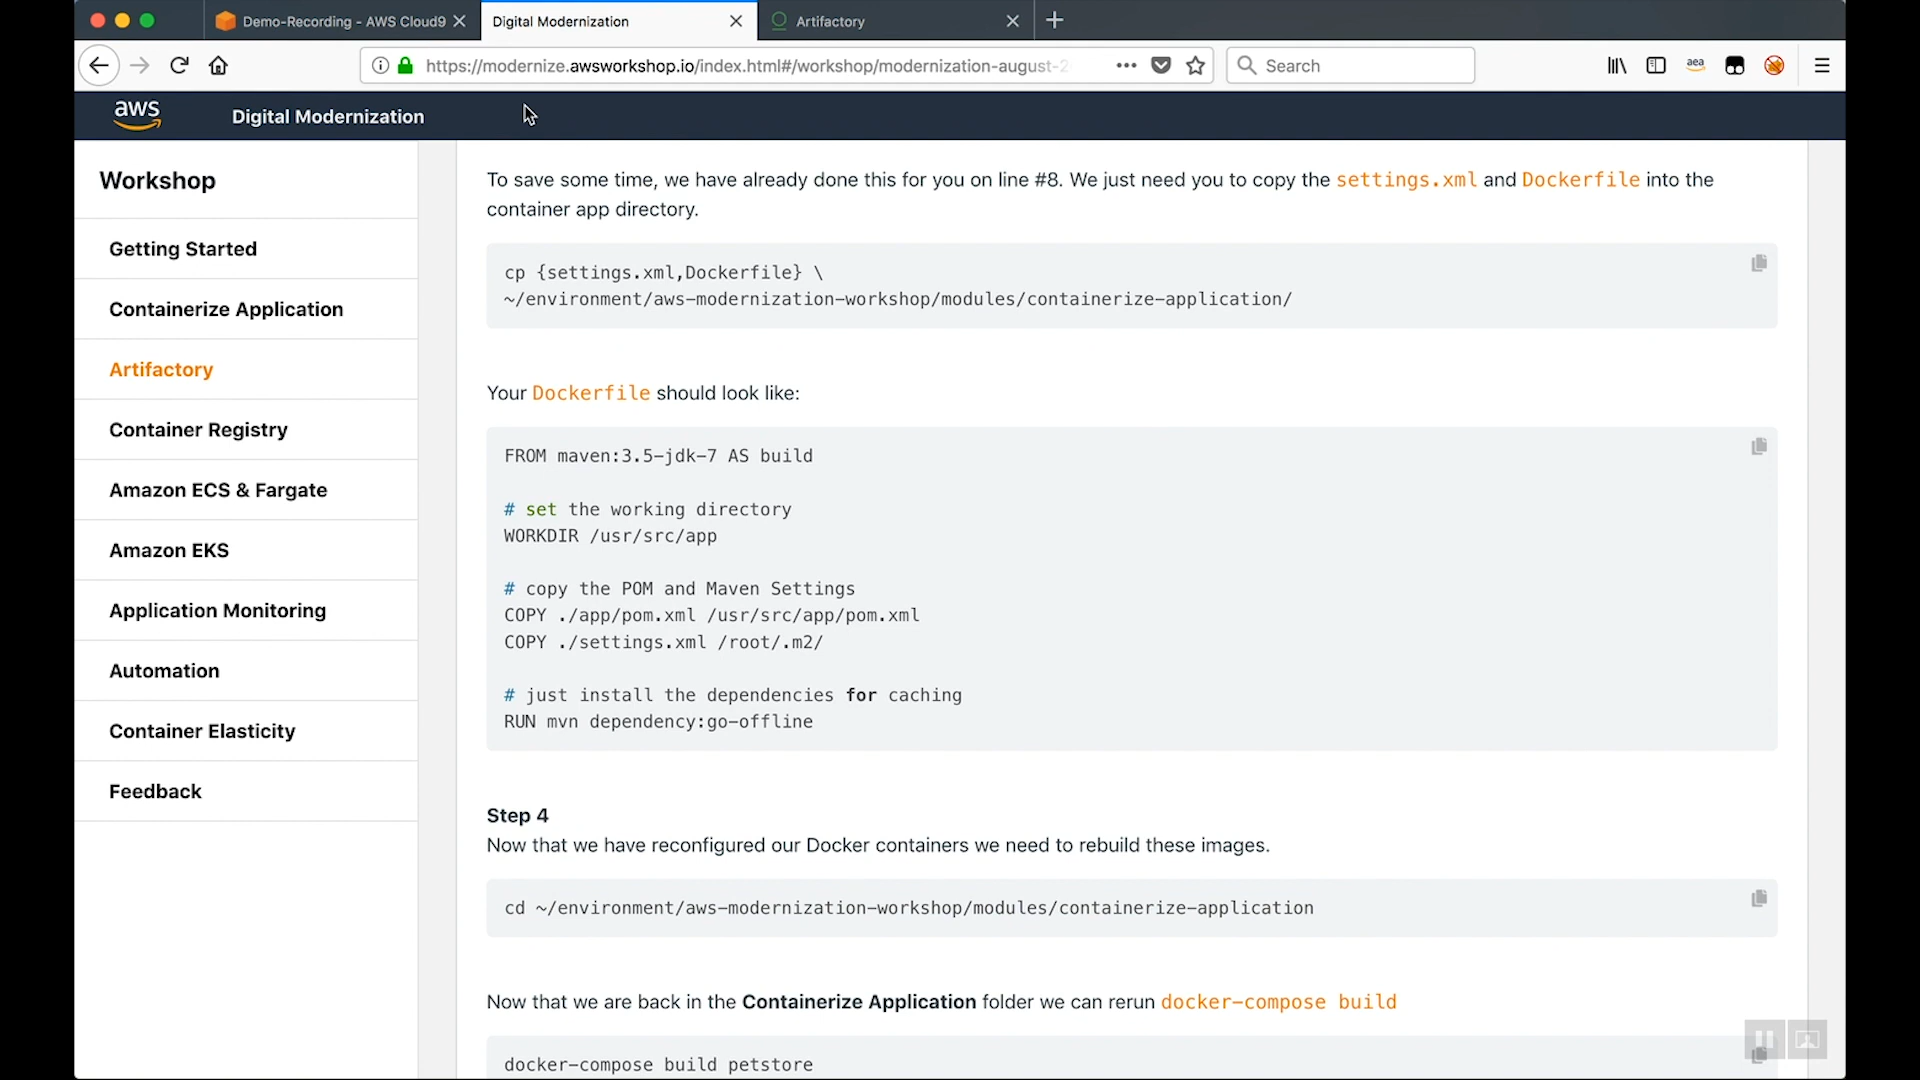 Demo-Recording - AWS Cloud9
Digital Modernization
Artifactory
https://modernize.awsworkshop.io/index.html#/workshop/modernization-august-2
Search
aea
aws
Digital Modernization
Workshop
Getting Started
Containerize Application
Artifactory
Container Registry
Amazon ECS & Fargate
Amazon EKS
Application Monitoring
Automation
Container Elasticity
Feedback
To save some time, we have already done this for you on line #8. We just need you to copy the settings.xml and Dockerfile into the
container app directory.
cp {settings.xml,Dockerfile} \
~/environment/aws-modernization-workshop/modules/containerize-application/
Your Dockerfile should look like:
FROM maven:3.5-jdk-7 AS build
# set the working directory
WORKDIR /usr/src/app
# copy the POM and Maven Settings
COPY ./app/pom.xml /usr/src/app/pom.xml
COPY ./settings.xml /root/.m2/
# just install the dependencies for caching
RUN mvn dependency:go-offline
Step 4
Now that we have reconfigured our Docker containers we need to rebuild these images.
cd ~/environment/aws-modernization-workshop/modules/containerize-application
Now that we are back in the Containerize Application folder we can rerun docker-compose build
docker-compose build petstore